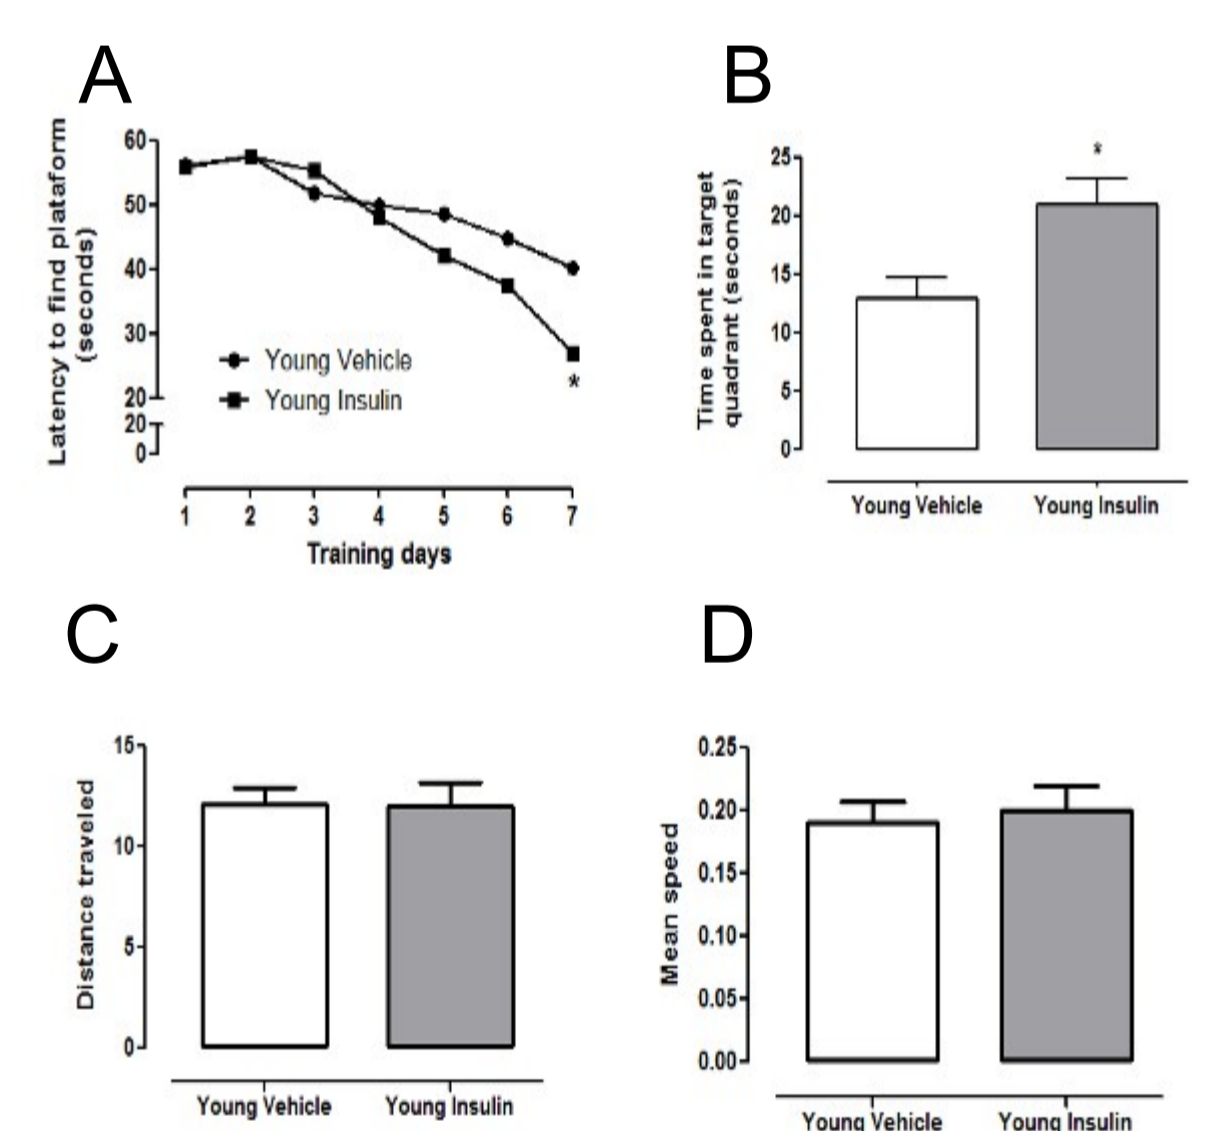 A
Latency to find plataform
(seconds)
60
50
40
30
20
20
0
Young Vehicle
Young Insulin
*
1 2 3 4 5 6 7
Training days
B
Time spent in target
quadrant (seconds)
25
20
15
10
5
0
*
Young Vehicle Young Insulin
C
Distance traveled
15
10
5
0
Young Vehicle Young Insulin
D
Mean speed
0.25
0.20
0.15
0.10
0.05
0.00
Young Vehicle Young Insulin